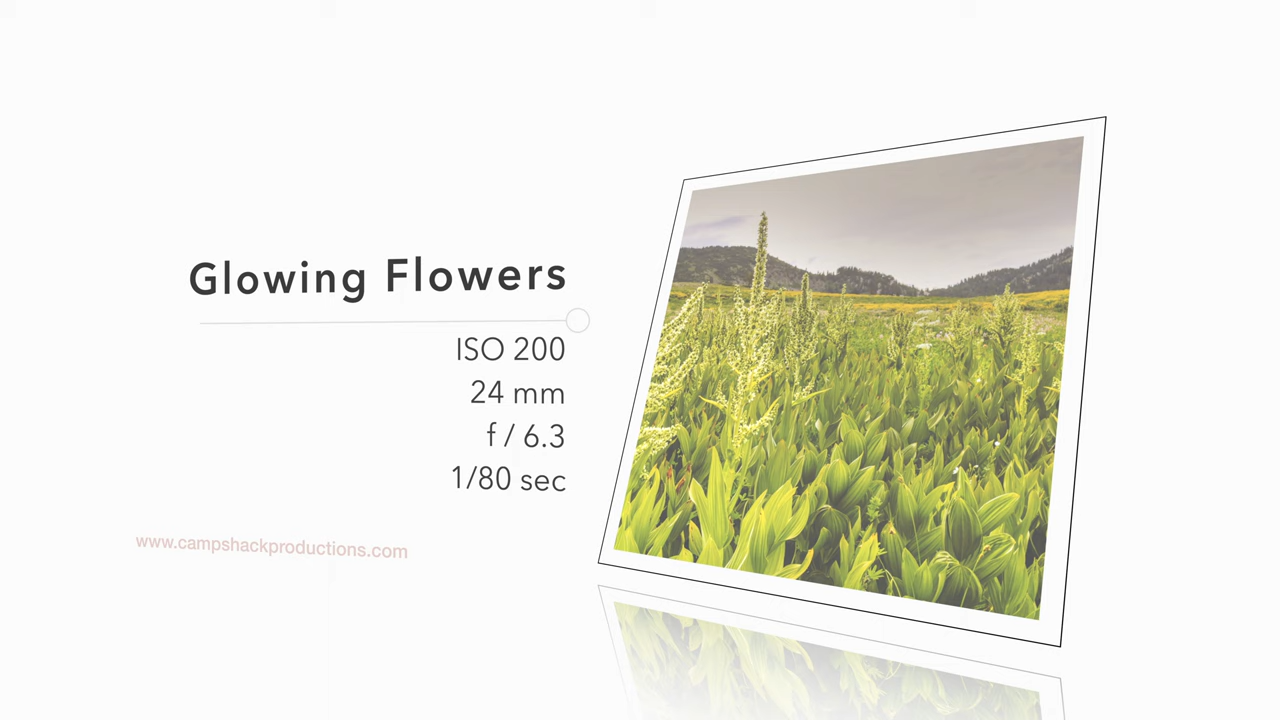 Glowing Flowers
ISO 200
24 mm
f / 6.3
1/80 sec
www.campshackproductions.com